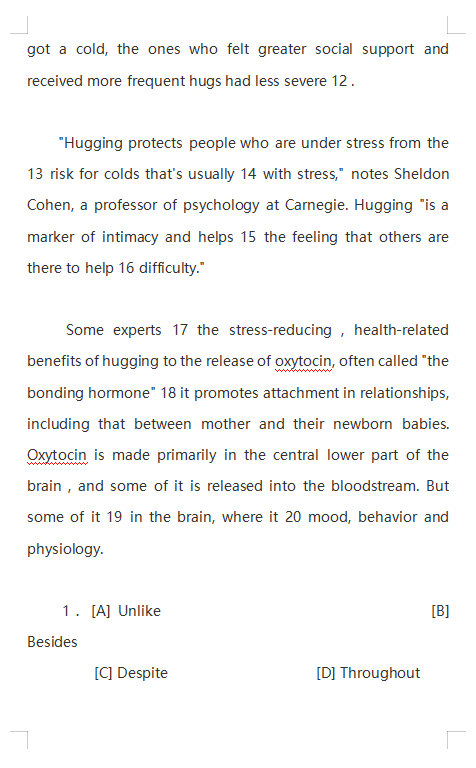 got a cold, the ones who felt greater social support and
received more frequent hugs had less severe 12 .
"Hugging protects people who are under stress from the
13 risk for colds that's usually 14 with stress," notes Sheldon
Cohen, a professor of psychology at Carnegie. Hugging "is a
marker of intimacy and helps 15 the feeling that others are
there to help 16 difficulty."
Some experts 17 the stress-reducing , health-related
benefits of hugging to the release of oxytocin, often called "the
bonding hormone" 18 it promotes attachment in relationships,
including that between mother and their newborn babies.
Oxytocin is made primarily in the central lower part of the
brain , and some of it is released into the bloodstream. But
some of it 19 in the brain, where it 20 mood, behavior and
physiology.
1 . [A] Unlike [B]
Besides
[C] Despite [D] Throughout